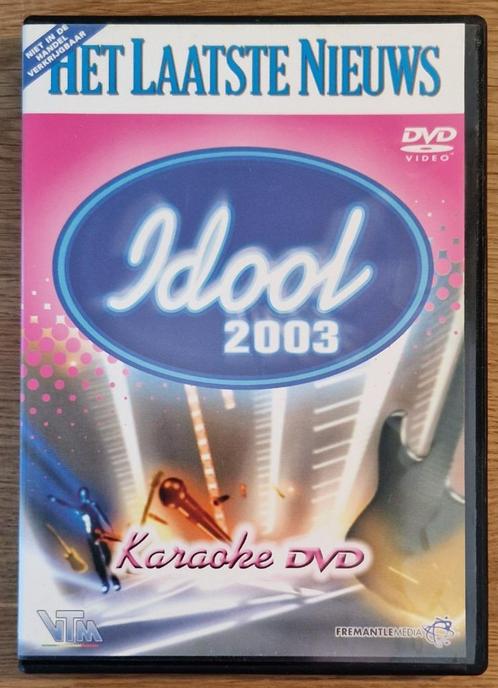 NIET IN DE
HANDEL
VERKRIJGBAAR
HET LAATSTE NIEUWS
DVD
VIDEO
Idool
2003
Karaoke DVD
VTM
FREMANTLEMEDIA